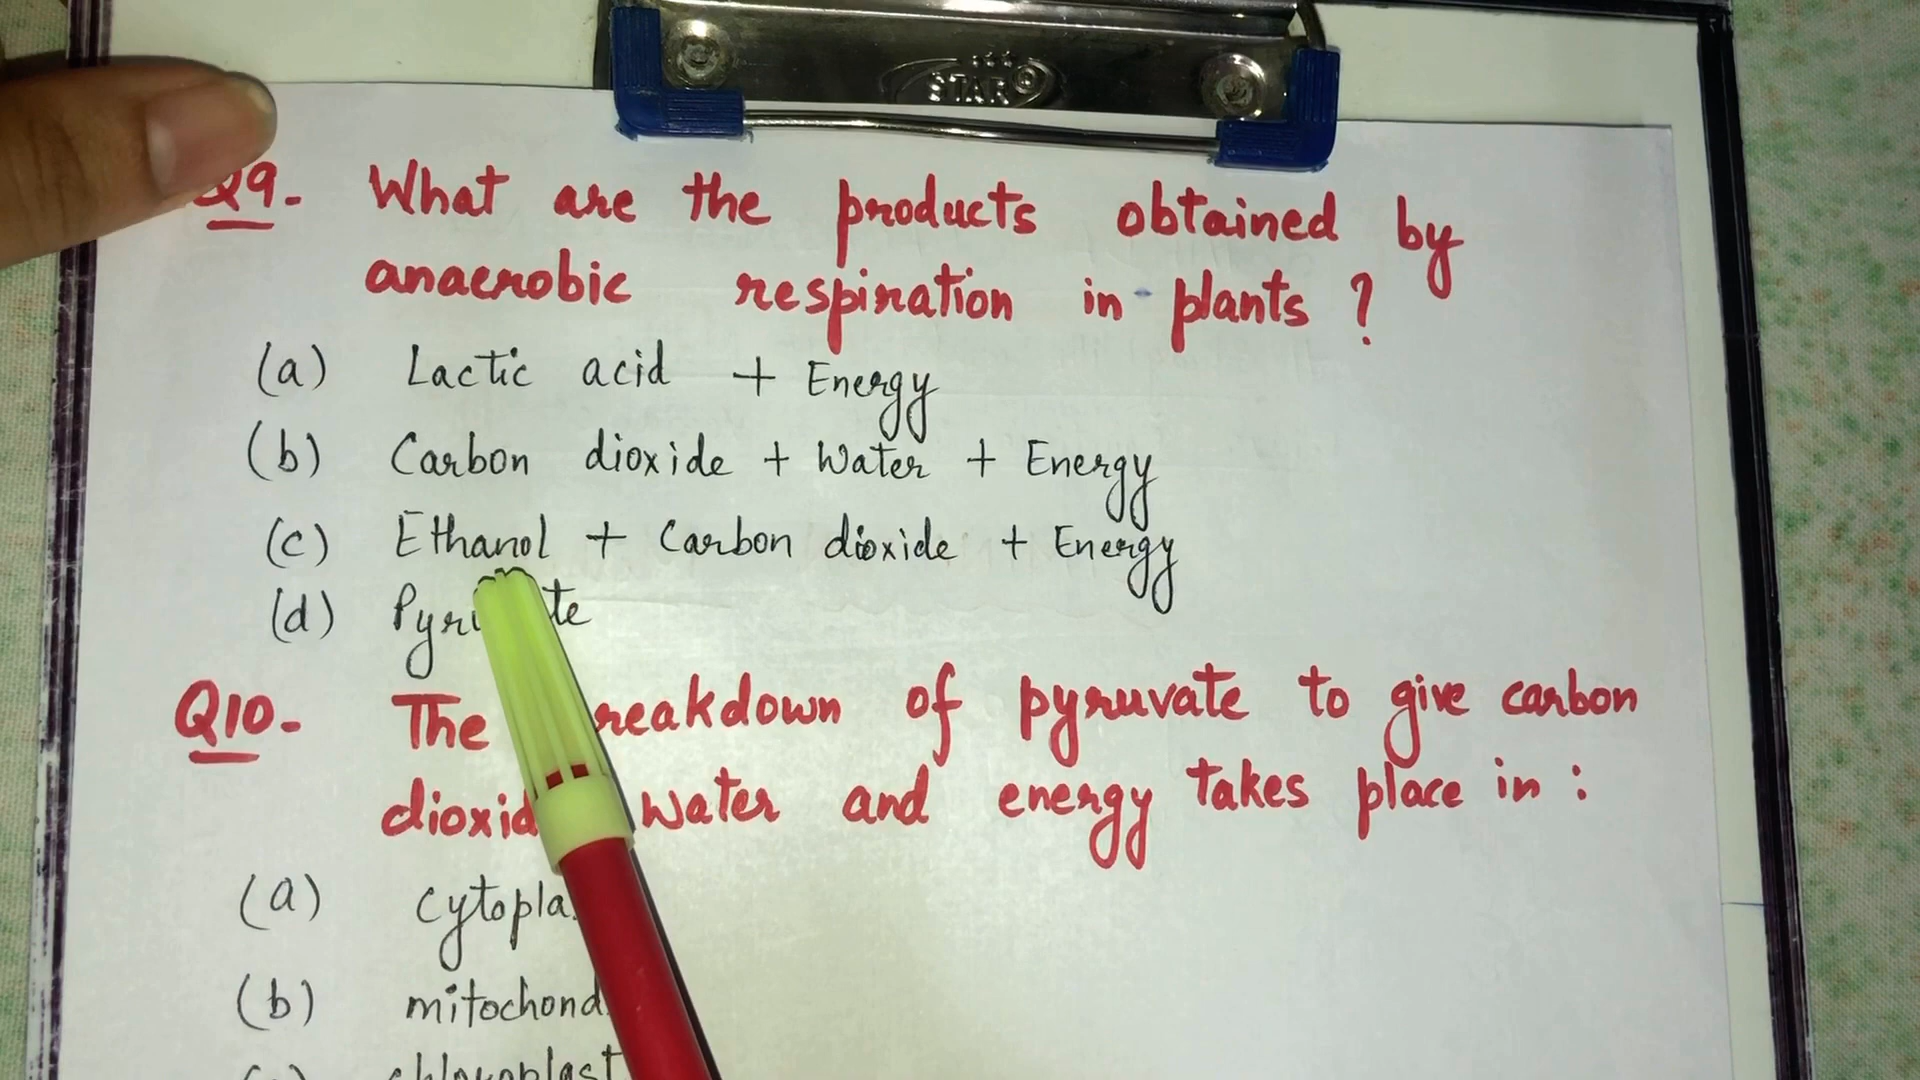 STAR
Q9- What are the products obtained by
anaerobic respiration in plants ?
(a) Lactic acid + Energy
(b) Carbon dioxide + Water + Energy
(c) Ethanol + Carbon dioxide + Energy
(d)
Q10- The of pyruvate to give carbon
water and energy takes place in :
(a)
(b)
chloroplast